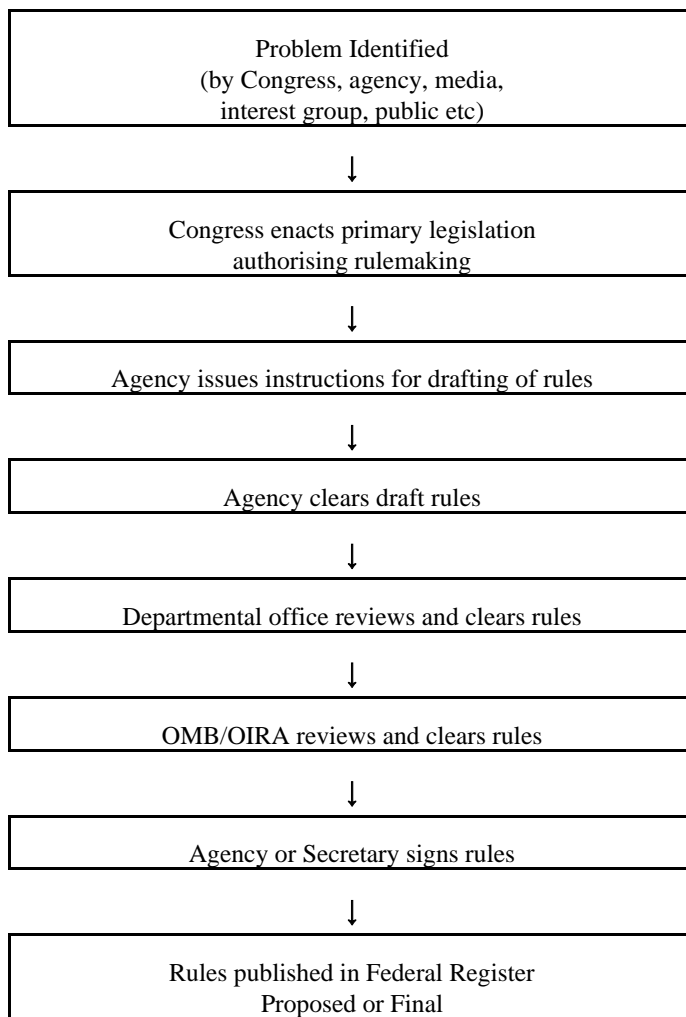 Problem Identified
(by Congress, agency, media,
interest group, public etc)
↓
Congress enacts primary legislation
authorising rulemaking
↓
Agency issues instructions for drafting of rules
↓
Agency clears draft rules
↓
Departmental office reviews and clears rules
↓
OMB/OIRA reviews and clears rules
↓
Agency or Secretary signs rules
↓
Rules published in Federal Register
Proposed or Final